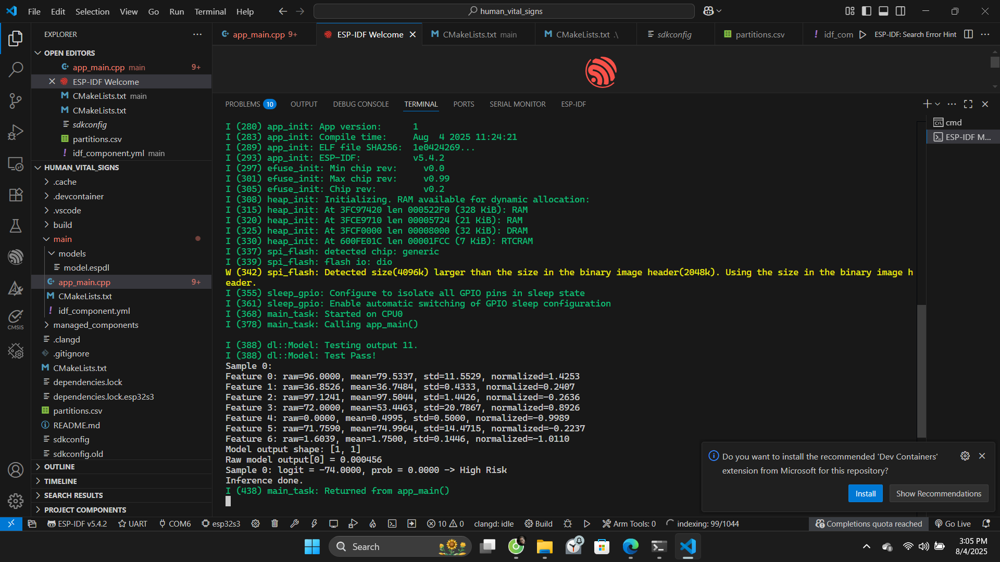 File Edit Selection View Go Run Terminal Help
human_vital_signs
EXPLORER
OPEN EDITORS
app_main.cpp main 9+
ESP-IDF Welcome
CMakeLists.txt main
CMakeLists.txt
sdkconfig
partitions.csv
idf_component.yml main
HUMAN_VITAL_SIGNS
.cache
.devcontainer
.vscode
build
main
models
model.espdl
app_main.cpp 9+
CMakeLists.txt
idf_component.yml
managed_components
.clangd
.gitignore
CMakeLists.txt
dependencies.lock
dependencies.lock.esp32s3
partitions.csv
README.md
sdkconfig
sdkconfig.old
OUTLINE
TIMELINE
SEARCH RESULTS
PROJECT COMPONENTS
CMSIS
app_main.cpp 9+ ESP-IDF Welcome CMakeLists.txt main CMakeLists.txt .\ sdkconfig partitions.csv idf_com ESP-IDF: Search Error Hint
PROBLEMS 10 OUTPUT DEBUG CONSOLE TERMINAL PORTS SERIAL MONITOR ESP-IDF
cmd
ESP-IDF M...
I (280) app_init: App version:      1
I (283) app_init: Compile time:     Aug  4 2025 11:24:21
I (289) app_init: ELF file SHA256:  1e0424269...
I (293) app_init: ESP-IDF:          v5.4.2
I (297) efuse_init: Min chip rev:     v0.0
I (301) efuse_init: Max chip rev:     v0.99
I (305) efuse_init: Chip rev:         v0.2
I (308) heap_init: Initializing. RAM available for dynamic allocation:
I (315) heap_init: At 3FC97420 len 000522F0 (328 KiB): RAM
I (320) heap_init: At 3FCE9710 len 00005724 (21 KiB): RAM
I (325) heap_init: At 3FCF0000 len 00008000 (32 KiB): DRAM
I (330) heap_init: At 600FE01C len 00001FCC (7 KiB): RTCRAM
I (337) spi_flash: detected chip: generic
I (339) spi_flash: flash io: dio
W (342) spi_flash: Detected size(4096k) larger than the size in the binary image header(2048k). Using the size in the binary image h
eader.
I (355) sleep_gpio: Configure to isolate all GPIO pins in sleep state
I (361) sleep_gpio: Enable automatic switching of GPIO sleep configuration
I (368) main_task: Started on CPU0
I (378) main_task: Calling app_main()
I (388) dl::Model: Testing output 11.
I (388) dl::Model: Test Pass!
Sample 0:
Feature 0: raw=96.0000, mean=79.5337, std=11.5529, normalized=1.4253
Feature 1: raw=36.8526, mean=36.7484, std=0.4333, normalized=0.2407
Feature 2: raw=97.1241, mean=97.5044, std=1.4426, normalized=-0.2636
Feature 3: raw=72.0000, mean=53.4463, std=20.7867, normalized=0.8926
Feature 4: raw=0.0000, mean=0.4995, std=0.5000, normalized=-0.9989
Feature 5: raw=71.7590, mean=74.9964, std=14.4715, normalized=-0.2237
Feature 6: raw=1.6039, mean=1.7500, std=0.1446, normalized=-1.0110
Model output shape: [1, 1]
Raw model output[0] = 0.000456
Sample 0: logit = -74.0000, prob = 0.0000 -> High Risk
Inference done.
I (438) main_task: Returned from app_main()
Do you want to install the recommended 'Dev Containers'
extension from Microsoft for this repository?
Install Show Recommendations
ESP-IDF v5.4.2 UART COM6 esp32s3 10 0 clangd: idle Build Arm Tools: 0 indexing: 99/1044 Completions quota reached Go Live
Search
3:05 PM
8/4/2025